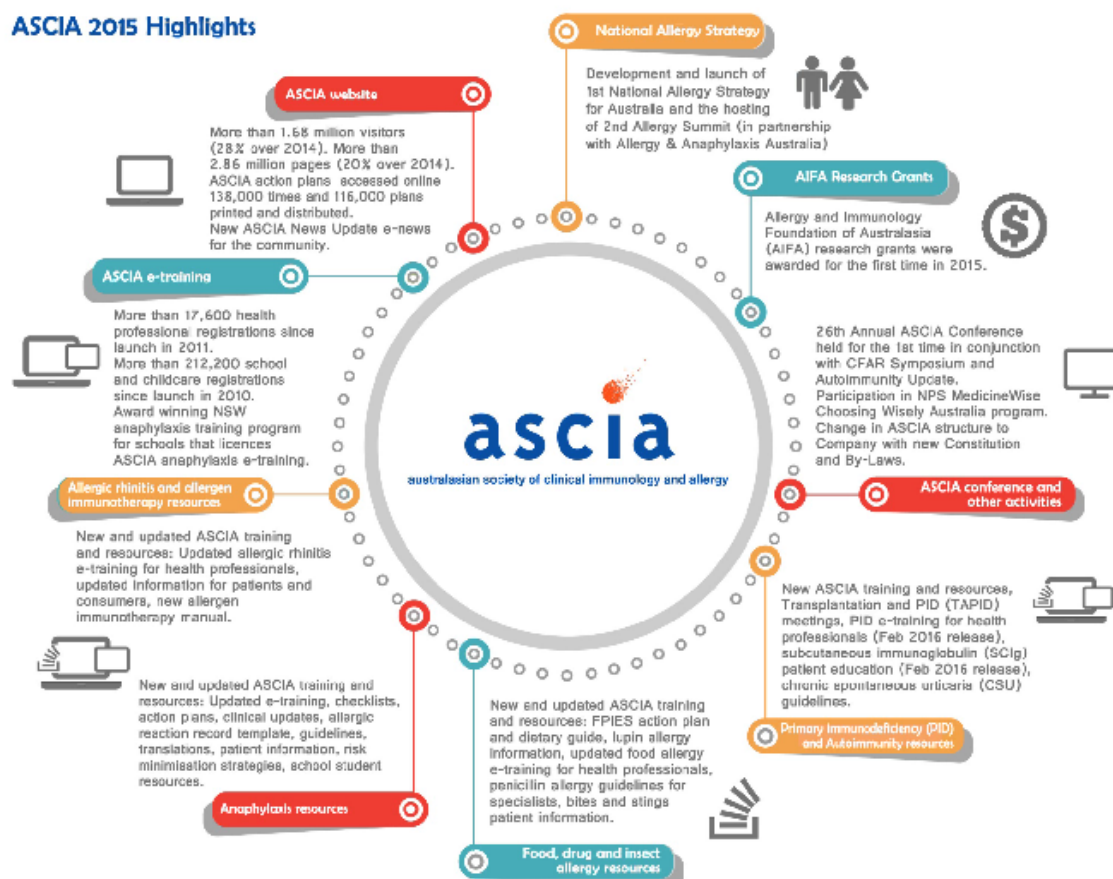 ASCIA 2015 Highlights
National Allergy Strategy
Development and launch of
1st National Allergy Strategy
for Australia and the hosting
of 2nd Allergy Summit (in partnership
with Allergy & Anaphylaxis Australia)
AIFA Research Grants
Allergy and Immunology
Foundation of Australasia
(AIFA) research grants were
awarded for the first time in 2015.
26th Annual ASCIA Conference
held for the 1st time in conjunction
with CFAR Symposium and
Autoimmunity Update.
Participation in NPS MedicineWise
Choosing Wisely Australia program.
Change in ASCIA structure to
Company with new Constitution
and By-Laws.
ASCIA conference and
other activities
New ASCIA training and resources,
Transplantation and PID (TAPID)
meetings, PID e-training for health
professionals (Feb 2016 release),
subcutaneous immunoglobulin (SCIg)
patient education (Feb 2016 release),
chronic spontaneous urticaria (CSU)
guidelines.
Primary Immunodeficiency (PID)
and Autoimmunity resources
New and updated ASCIA training
and resources: FPIES action plan
and dietary guide, lupin allergy
information, updated food allergy
e-training for health professionals,
penicillin allergy guidelines for
specialists, bites and stings
patient information.
Food, drug and insect
allergy resources
New and updated ASCIA training and
resources: Updated e-training, checklists,
action plans, clinical updates, allergic
reaction record template, guidelines,
translations, patient information, risk
minimisation strategies, school student
resources.
Anaphylaxis resources
Allergic rhinitis and allergen
immunotherapy resources
New and updated ASCIA training
and resources: Updated allergic rhinitis
e-training for health professionals,
updated information for patients and
consumers, new allergen
immunotherapy manual.
ASCIA e-training
More than 17,600 health
professional registrations since
launch in 2011.
More than 212,200 school
and childcare registrations
since launch in 2010.
Award winning NSW
anaphylaxis training program
for schools that licences
ASCIA anaphylaxis e-training.
ASCIA website
More than 1.68 million visitors
(28% over 2014). More than
2.86 million pages (20% over 2014).
ASCIA action plans accessed online
138,000 times and 116,000 plans
printed and distributed.
New ASCIA News Update e-news
for the community.
ascia
australasian society of clinical immunology and allergy
$